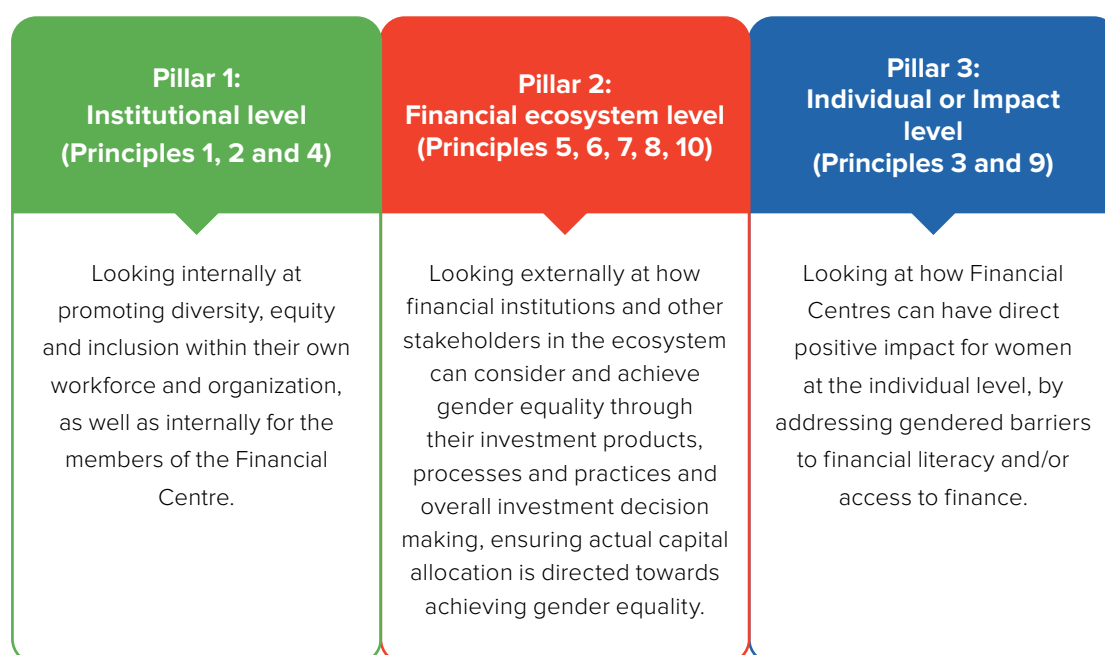 Pillar 1:
Institutional level
(Principles 1, 2 and 4)
Looking internally at
promoting diversity, equity
and inclusion within their own
workforce and organization,
as well as internally for the
members of the Financial
Centre.
Pillar 2:
Financial ecosystem level
(Principles 5, 6, 7, 8, 10)
Looking externally at how
financial institutions and other
stakeholders in the ecosystem
can consider and achieve
gender equality through
their investment products,
processes and practices and
overall investment decision
making, ensuring actual capital
allocation is directed towards
achieving gender equality.
Pillar 3:
Individual or Impact
level
(Principles 3 and 9)
Looking at how Financial
Centres can have direct
positive impact for women
at the individual level, by
addressing gendered barriers
to financial literacy and/or
access to finance.